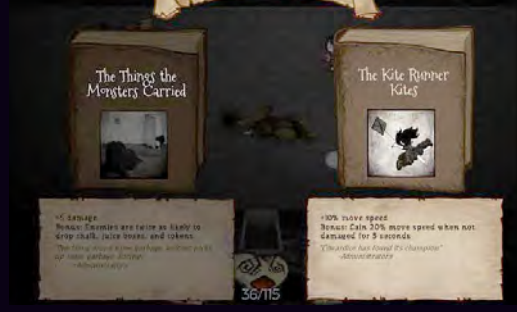 The Things the
Monsters Carried
+5 damage
Bonus: Enemies are twice as likely to
drop chalk, juice boxes, and tokens.
-Administrators
The Kite Runner
Kites
+10% move speed
Bonus: Gain 20% move speed when not
damaged for 5 seconds
-Administrators
36/115